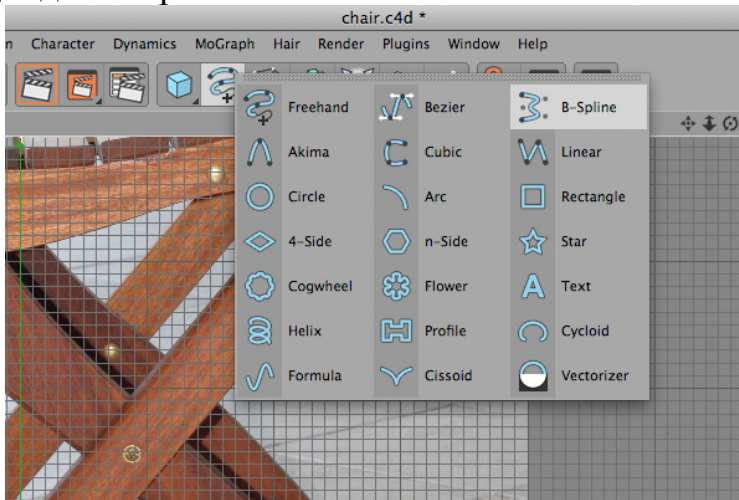 chair.c4d *
n Character Dynamics MoGraph Hair Render Plugins Window Help
Freehand Bezier B-Spline
Akima Cubic Linear
Circle Arc Rectangle
4-Side n-Side Star
Cogwheel Flower Text
Helix Profile Cycloid
Formula Cissoid Vectorizer